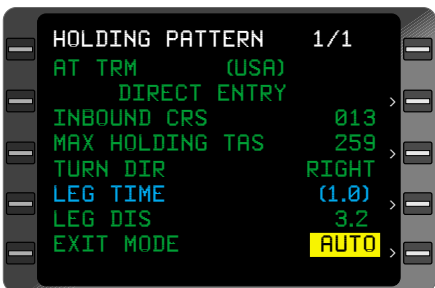 HOLDING PATTERN 1/1
AT TRM (USA)
DIRECT ENTRY
>
INBOUND CRS 013
MAX HOLDING TAS 259 >
TURN DIR RIGHT
LEG TIME (1.0) >
LEG DIS 3.2
EXIT MODE AUTO >